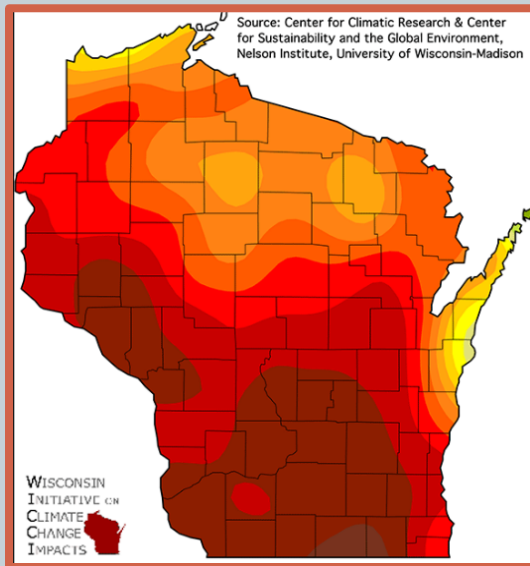 Source: Center for Climatic Research & Center
for Sustainability and the Global Environment,
Nelson Institute, University of Wisconsin-Madison
WISCONSIN
INITIATIVE ON
CLIMATE
CHANGE
IMPACTS